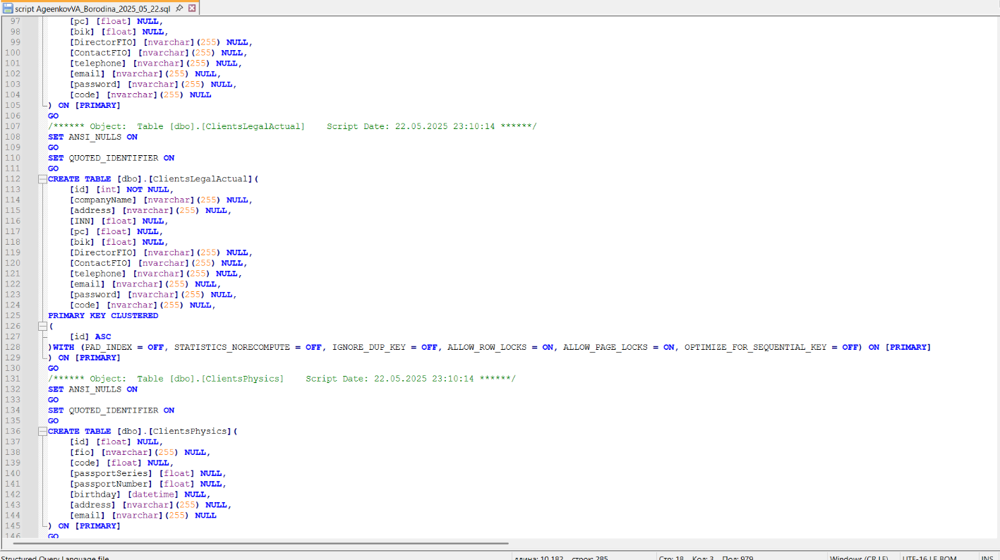 script AgeenkovVA_Borodina_2025_05_22.sql
97 [pc] [float] NULL,
98 [bik] [float] NULL,
99 [DirectorFIO] [nvarchar](255) NULL,
100 [ContactFIO] [nvarchar](255) NULL,
101 [telephone] [nvarchar](255) NULL,
102 [email] [nvarchar](255) NULL,
103 [password] [nvarchar](255) NULL,
104 [code] [nvarchar](255) NULL
105 ) ON [PRIMARY]
106 GO
107 /****** Object:  Table [dbo].[ClientsLegalActual]    Script Date: 22.05.2025 23:10:14 ******/
108 SET ANSI_NULLS ON
109 GO
110 SET QUOTED_IDENTIFIER ON
111 GO
112 CREATE TABLE [dbo].[ClientsLegalActual](
113 [id] [int] NOT NULL,
114 [companyName] [nvarchar](255) NULL,
115 [address] [nvarchar](255) NULL,
116 [INN] [float] NULL,
117 [pc] [float] NULL,
118 [bik] [float] NULL,
119 [DirectorFIO] [nvarchar](255) NULL,
120 [ContactFIO] [nvarchar](255) NULL,
121 [telephone] [nvarchar](255) NULL,
122 [email] [nvarchar](255) NULL,
123 [password] [nvarchar](255) NULL,
124 [code] [nvarchar](255) NULL,
125 PRIMARY KEY CLUSTERED
126 (
127 [id] ASC
128 )WITH (PAD_INDEX = OFF, STATISTICS_NORECOMPUTE = OFF, IGNORE_DUP_KEY = OFF, ALLOW_ROW_LOCKS = ON, ALLOW_PAGE_LOCKS = ON, OPTIMIZE_FOR_SEQUENTIAL_KEY = OFF) ON [PRIMARY]
129 ) ON [PRIMARY]
130 GO
131 /****** Object:  Table [dbo].[ClientsPhysics]    Script Date: 22.05.2025 23:10:14 ******/
132 SET ANSI_NULLS ON
133 GO
134 SET QUOTED_IDENTIFIER ON
135 GO
136 CREATE TABLE [dbo].[ClientsPhysics](
137 [id] [float] NULL,
138 [fio] [nvarchar](255) NULL,
139 [code] [float] NULL,
140 [passportSeries] [float] NULL,
141 [passportNumber] [float] NULL,
142 [birthday] [datetime] NULL,
143 [address] [nvarchar](255) NULL,
144 [email] [nvarchar](255) NULL
145 ) ON [PRIMARY]
146 GO
Structured Query Language file длина: 10 182 строк: 285 Стр: 18 Кол: 3 Поз: 979 Windows (CR LF) UTF-16 LE BOM INS